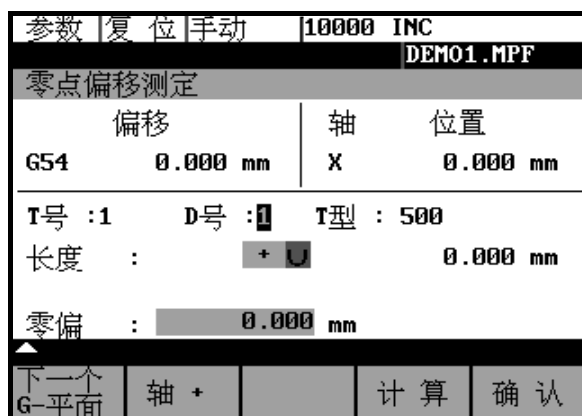 参数 复 位 手动 10000 INC
DEMO1.MPF
零点偏移测定
偏移 轴 位置
G54 0.000 mm X 0.000 mm
T号 :1 D号 :1 T型 : 500
长度 : + U 0.000 mm
零偏 : 0.000 mm
下一个 轴 + 计 算 确 认
G-平面